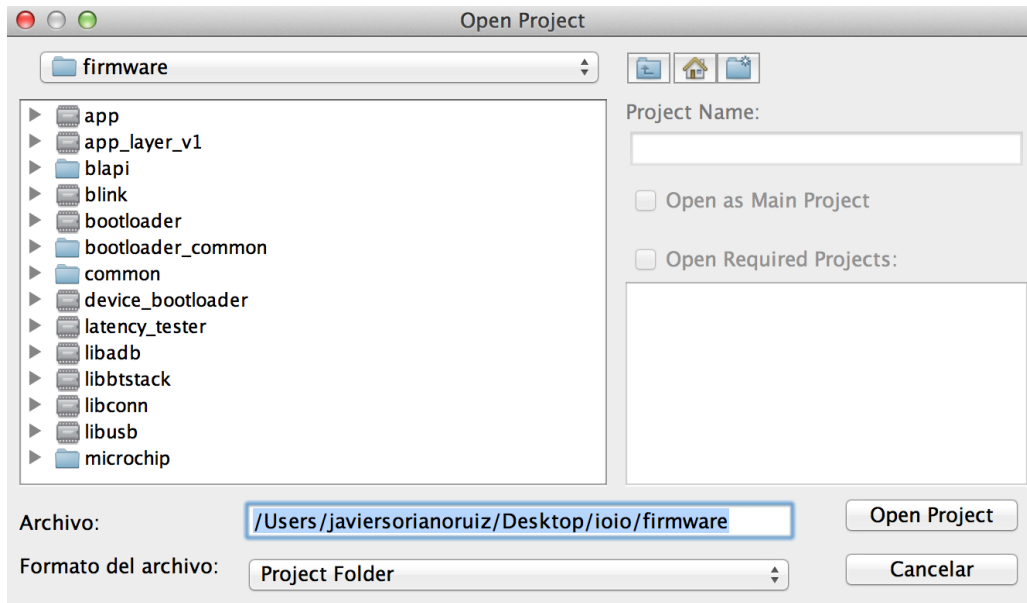 Open Project
firmware
app
app_layer_v1
blapi
blink
bootloader
bootloader_common
common
device_bootloader
latency_tester
libadb
libbtstack
libconn
libusb
microchip
Project Name:
Open as Main Project
Open Required Projects:
Archivo:
/Users/javiersorianoruiz/Desktop/ioio/firmware
Open Project
Formato del archivo:
Project Folder
Cancelar